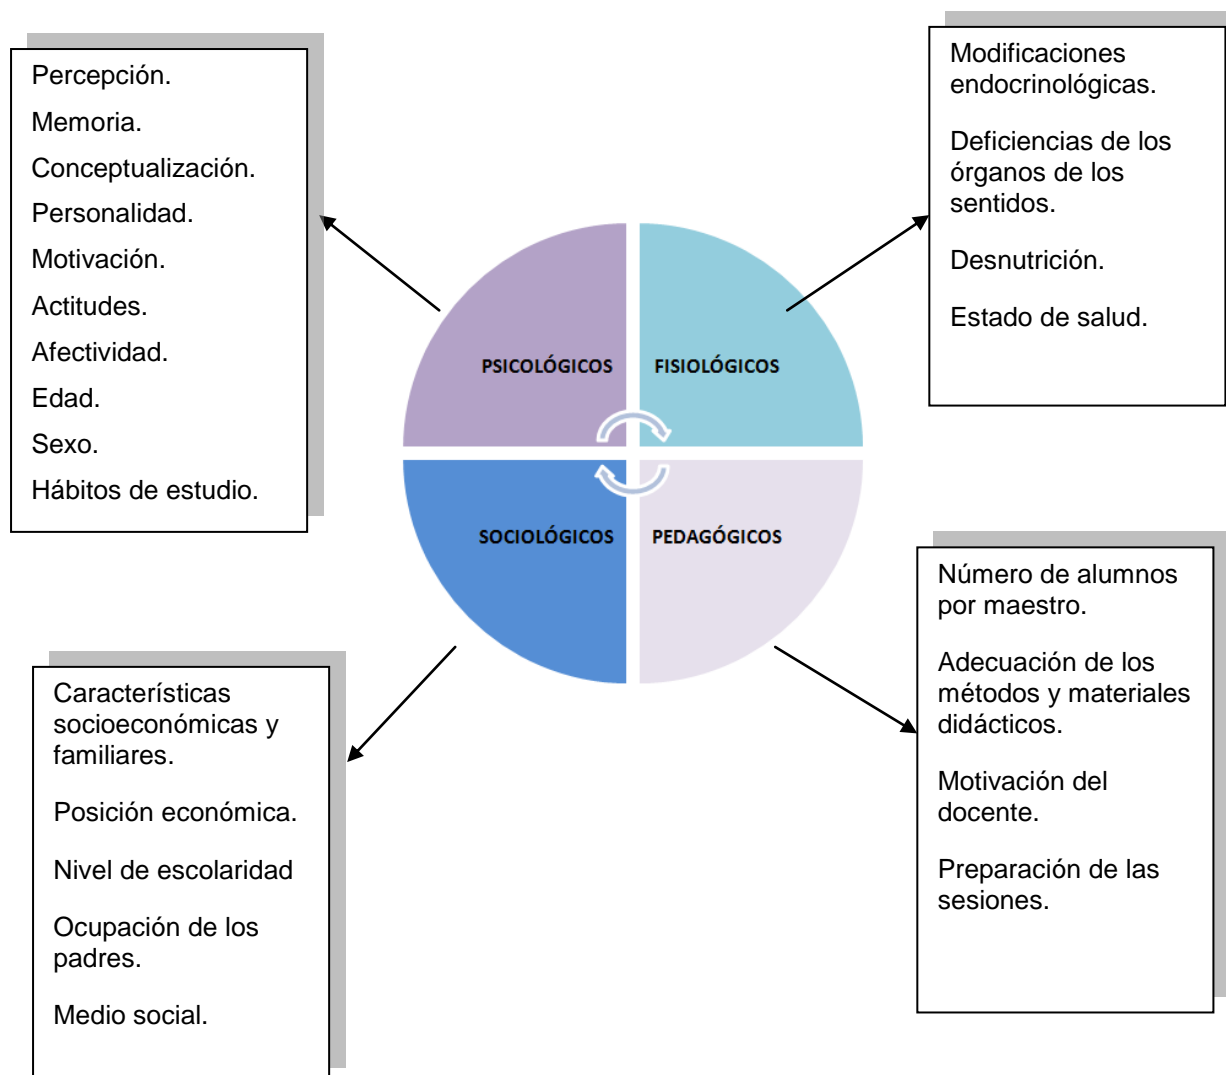 Percepción.
Memoria.
Conceptualización.
Personalidad.
Motivación.
Actitudes.
Afectividad.
Edad.
Sexo.
Hábitos de estudio.
Modificaciones
endocrinológicas.
Deficiencias de los
órganos de los
sentidos.
Desnutrición.
Estado de salud.
PSICOLÓGICOS
FISIOLÓGICOS
SOCIOLÓGICOS
PEDAGÓGICOS
Características
socioeconómicas y
familiares.
Posición económica.
Nivel de escolaridad
Ocupación de los
padres.
Medio social.
Número de alumnos
por maestro.
Adecuación de los
métodos y materiales
didácticos.
Motivación del
docente.
Preparación de las
sesiones.